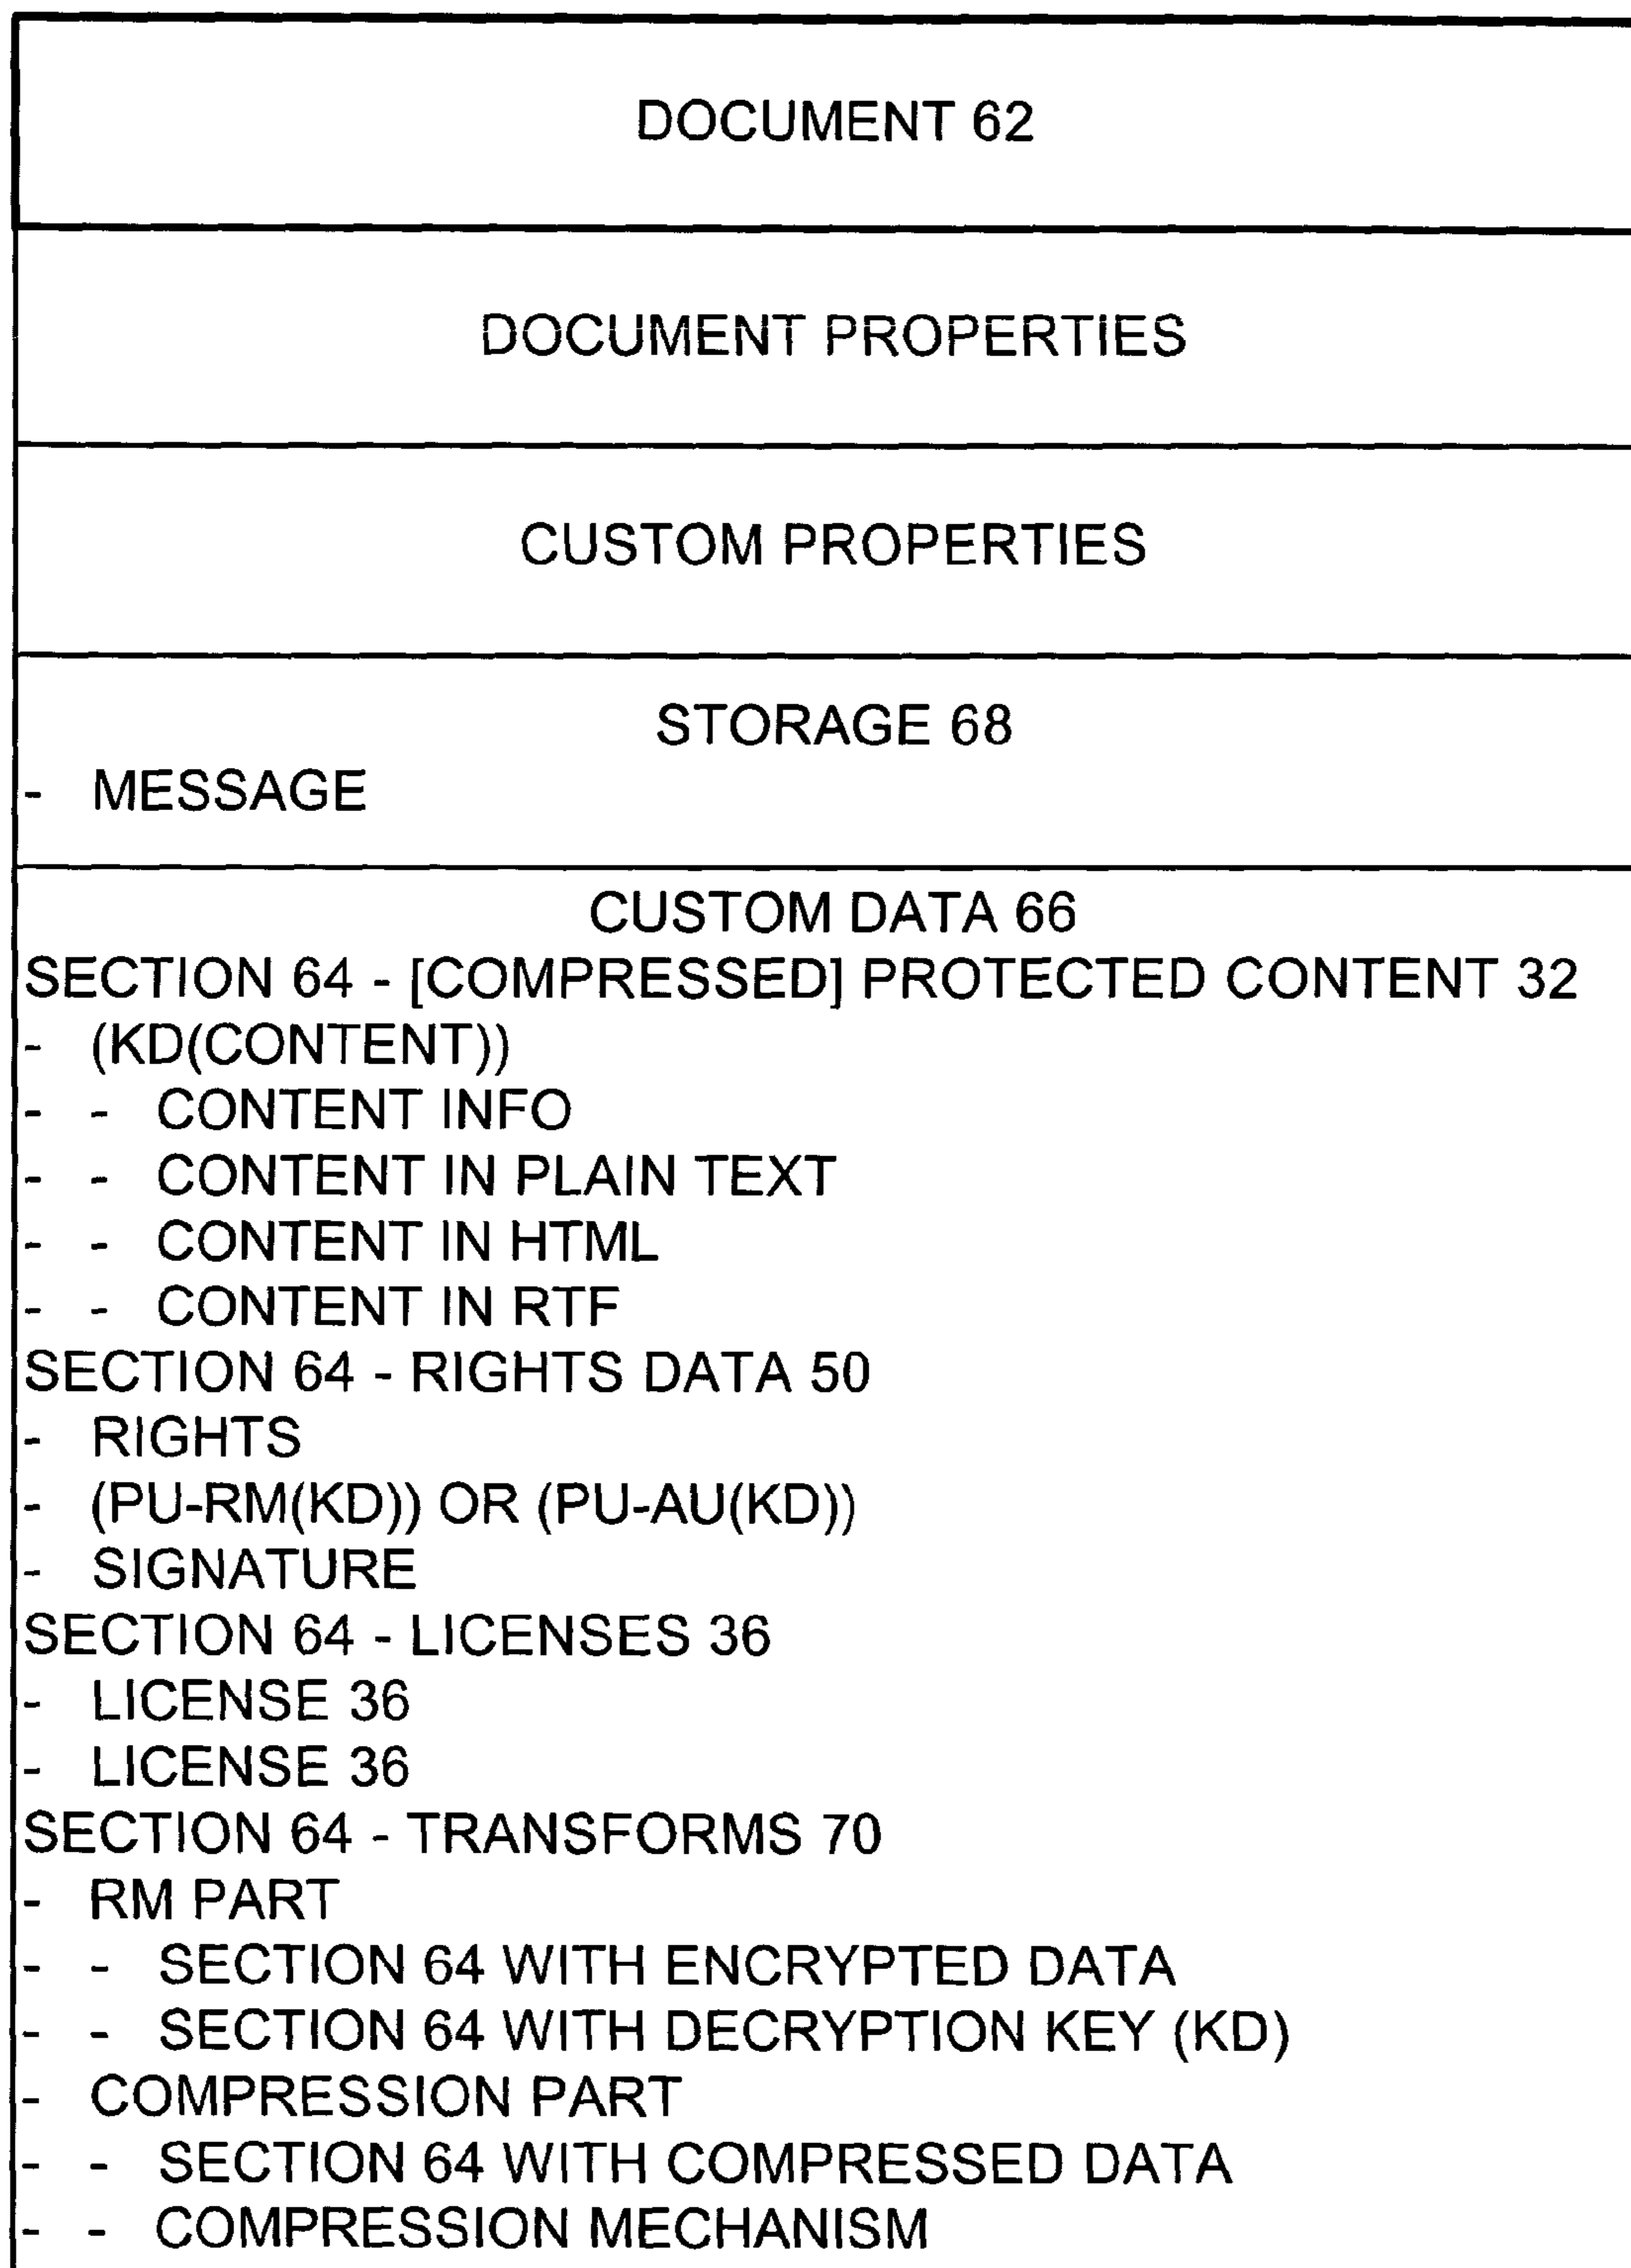 DOCUMENT 62
DOCUMENT PROPERTIES
CUSTOM PROPERTIES
STORAGE 68
- MESSAGE
CUSTOM DATA 66
SECTION 64 - [COMPRESSED] PROTECTED CONTENT 32
- (KD(CONTENT))
- - CONTENT INFO
- - CONTENT IN PLAIN TEXT
- - CONTENT IN HTML
- - CONTENT IN RTF
SECTION 64 - RIGHTS DATA 50
- RIGHTS
- (PU-RM(KD)) OR (PU-AU(KD))
- SIGNATURE
SECTION 64 - LICENSES 36
- LICENSE 36
- LICENSE 36
SECTION 64 - TRANSFORMS 70
- RM PART
- - SECTION 64 WITH ENCRYPTED DATA
- - SECTION 64 WITH DECRYPTION KEY (KD)
- COMPRESSION PART
- - SECTION 64 WITH COMPRESSED DATA
- - COMPRESSION MECHANISM